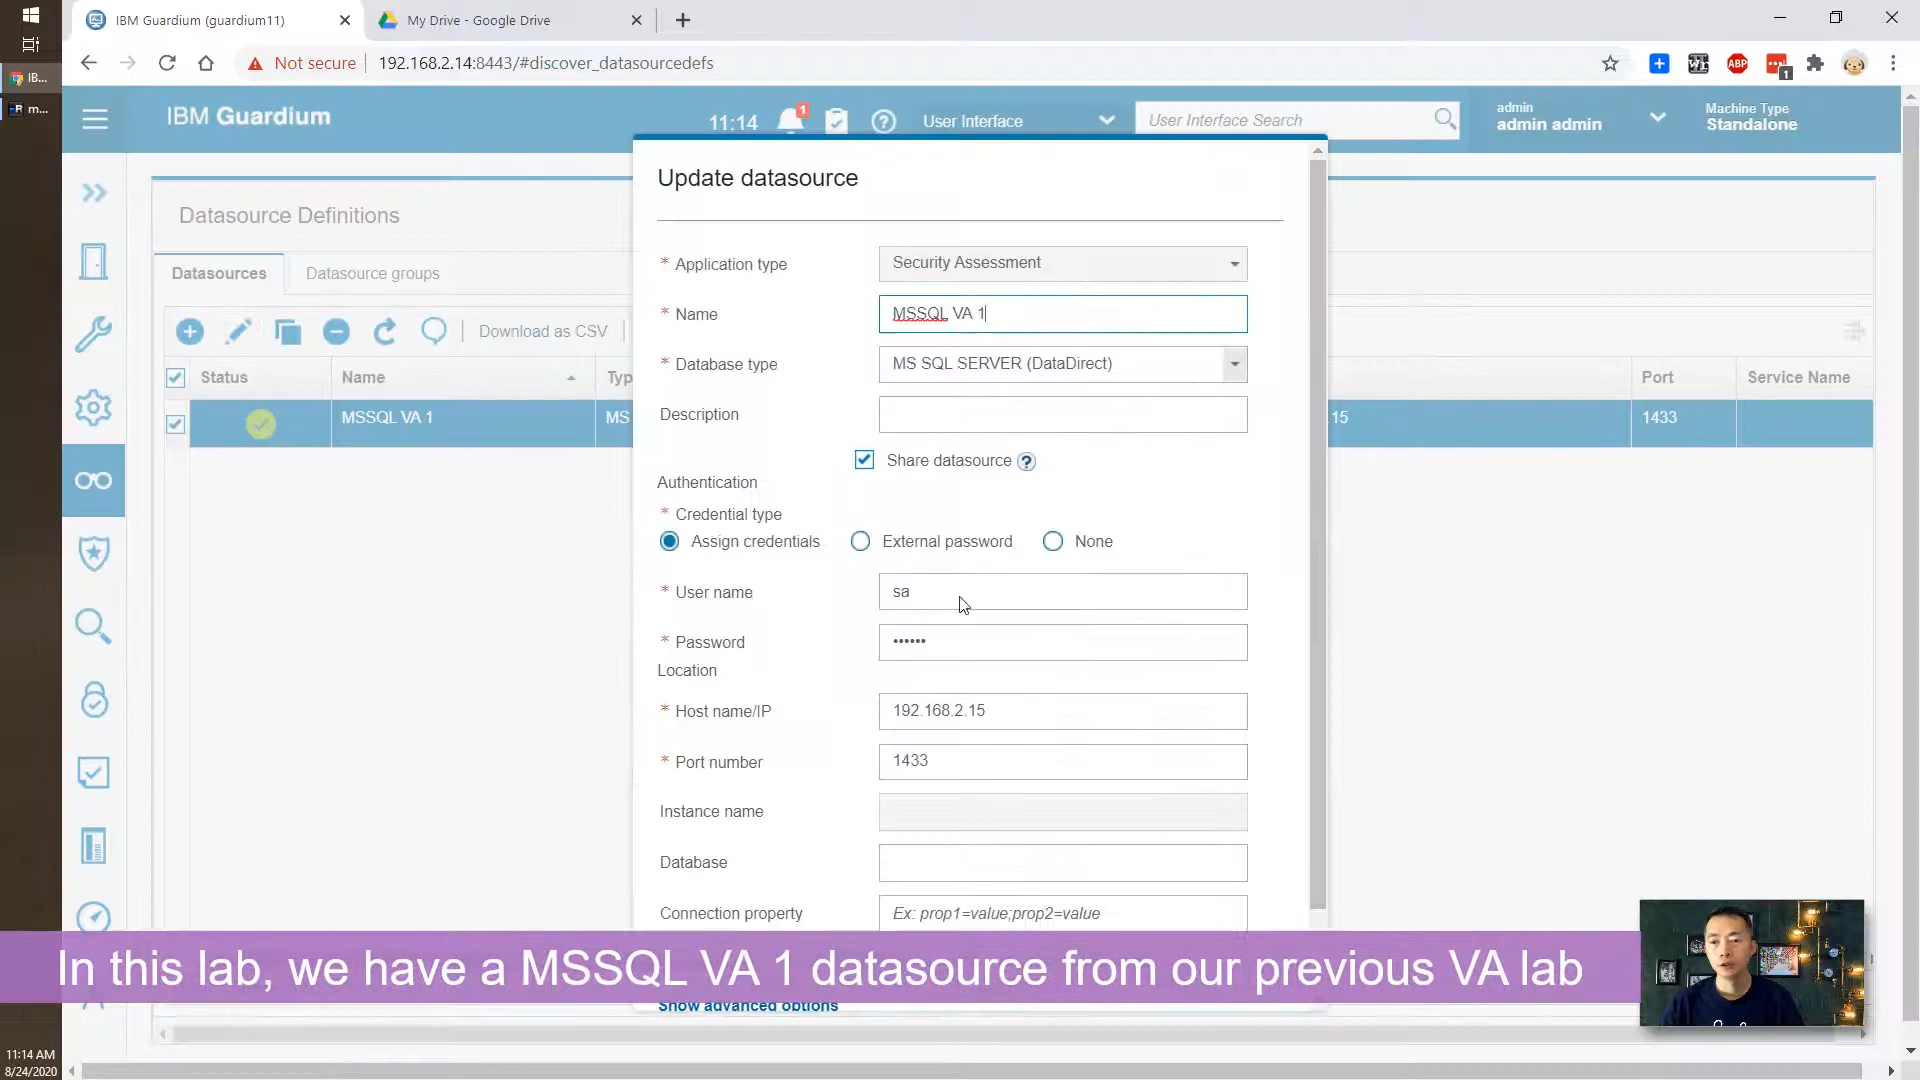 IBM Guardium (guardium11)
My Drive - Google Drive
Not secure
192.168.2.14:8443/#discover_datasourcedefs
ABP
1
IB...
m...
IBM Guardium
11:14
1
User Interface
User Interface Search
admin
admin admin
Machine Type
Standalone
Datasource Definitions
Datasources
Datasource groups
Download as CSV
Status
Name
Typ
Port
Service Name
MSSQL VA 1
MS
.15
1433
Update datasource
* Application type
Security Assessment
* Name
MSSQL VA 1
* Database type
MS SQL SERVER (DataDirect)
Description
Share datasource ?
Authentication
* Credential type
Assign credentials
External password
None
* User name
sa
* Password
••••••
Location
* Host name/IP
192.168.2.15
* Port number
1433
Instance name
Database
Connection property
Ex: prop1=value;prop2=value
In this lab, we have a MSSQL VA 1 datasource from our previous VA lab
Show advanced options
11:14 AM
8/24/2020